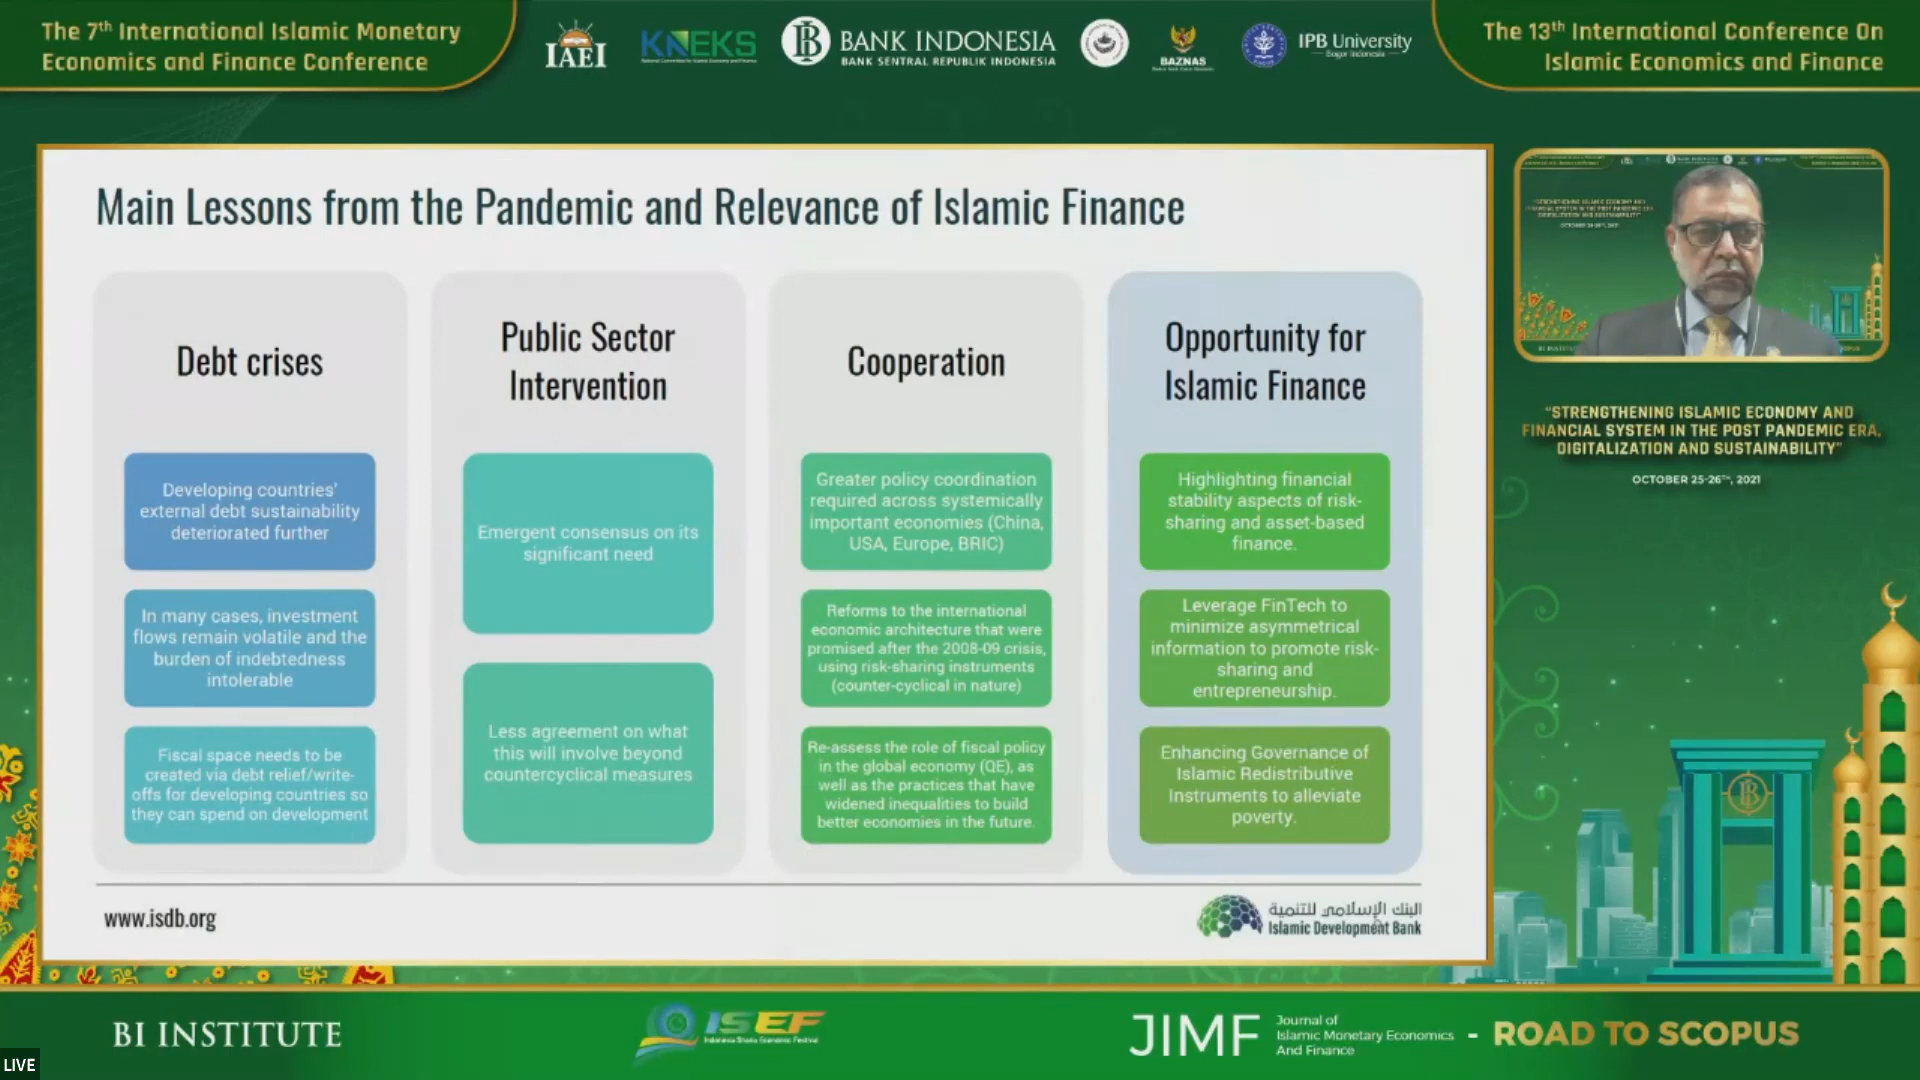 The 7th International Islamic Monetary
Economics and Finance Conference
IAEI
KNEKS
BANK INDONESIA
BANK SENTRAL REPUBLIK INDONESIA
BAZNAS
IPB University
Bogor Indonesia
The 13th International Conference On
Islamic Economics and Finance
Main Lessons from the Pandemic and Relevance of Islamic Finance
Debt crises
Developing countries'
external debt sustainability
deteriorated further
In many cases, investment
flows remain volatile and the
burden of indebtedness
intolerable
Fiscal space needs to be
created via debt relief/write-
offs for developing countries so
they can spend on development
Public Sector
Intervention
Emergent consensus on its
significant need
Less agreement on what
this will involve beyond
countercyclical measures
Cooperation
Greater policy coordination
required across systemically
important economies (China,
USA, Europe, BRIC)
Reforms to the international
economic architecture that were
promised after the 2008-09 crisis,
using risk-sharing instruments
(counter-cyclical in nature)
Re-assess the role of fiscal policy
in the global economy (QE), as
well as the practices that have
widened inequalities to build
better economies in the future.
Opportunity for
Islamic Finance
Highlighting financial
stability aspects of risk-
sharing and asset-based
finance.
Leverage FinTech to
minimize asymmetrical
information to promote risk-
sharing and
entrepreneurship.
Enhancing Governance of
Islamic Redistributive
Instruments to alleviate
poverty.
www.isdb.org
البنك الإسلامي للتنمية
Islamic Development Bank
"STRENGTHENING ISLAMIC ECONOMY AND
FINANCIAL SYSTEM IN THE POST PANDEMIC ERA,
DIGITALIZATION AND SUSTAINABILITY"
OCTOBER 25-26TH, 2021
BI INSTITUTE
ISEF
Indonesia Sharia Economic Festival
JIMF
Journal of
Islamic Monetary Economics
And Finance
- ROAD TO SCOPUS
LIVE